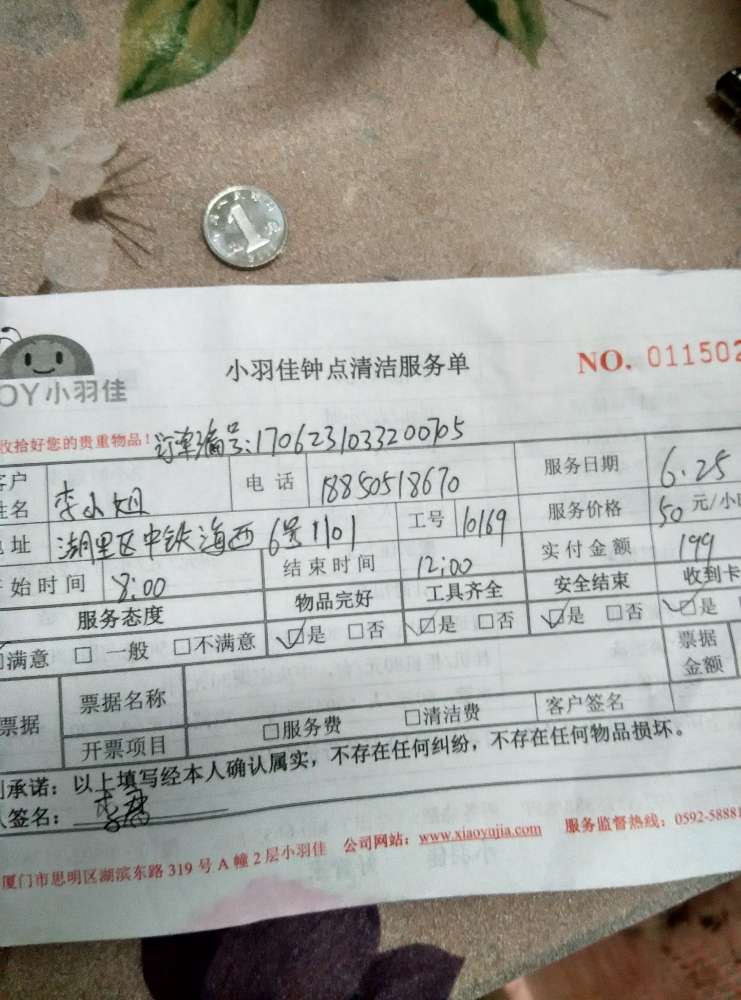 1
小羽佳钟点清洁服务单
NO. 011502
OY小羽佳
收拾好您的贵重物品!
订单编号:1706231033200705
客户姓名 李小姐 电话 18850518670 服务日期 6.25
地址 湖里区中铁海西6号1101 工号 10169 服务价格 50 元/小
开始时间 8:00 结束时间 12:00 实付金额 199
服务态度 物品完好 工具齐全 安全结束 收到卡
满意 □ 一般 □不满意 ☑是 □否 ☑是 □否 ☑是 □否 ☑是
票据 票据名称 票据金额
开票项目 □服务费 □清洁费 客户签名
承诺:以上填写经本人确认属实,不存在任何纠纷,不存在任何物品损坏。
人签名:
厦门市思明区湖滨东路 319 号 A 幢 2 层小羽佳 公司网站:www.xiaoyujia.com 服务监督热线:0592-58881